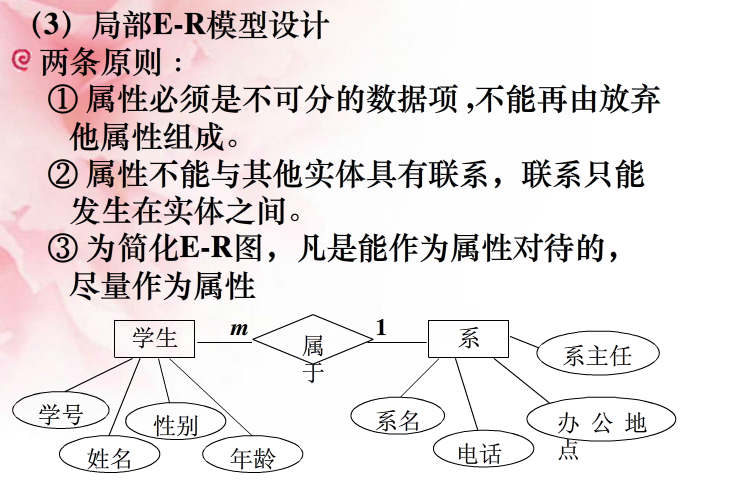 （3）局部E-R模型设计
两条原则：
① 属性必须是不可分的数据项,不能再由放弃
他属性组成。
② 属性不能与其他实体具有联系，联系只能
发生在实体之间。
③ 为简化E-R图，凡是能作为属性对待的，
尽量作为属性
学生
m
属
于
1
系
系主任
学号
性别
系名
办 公 地
点
姓名
年龄
电话